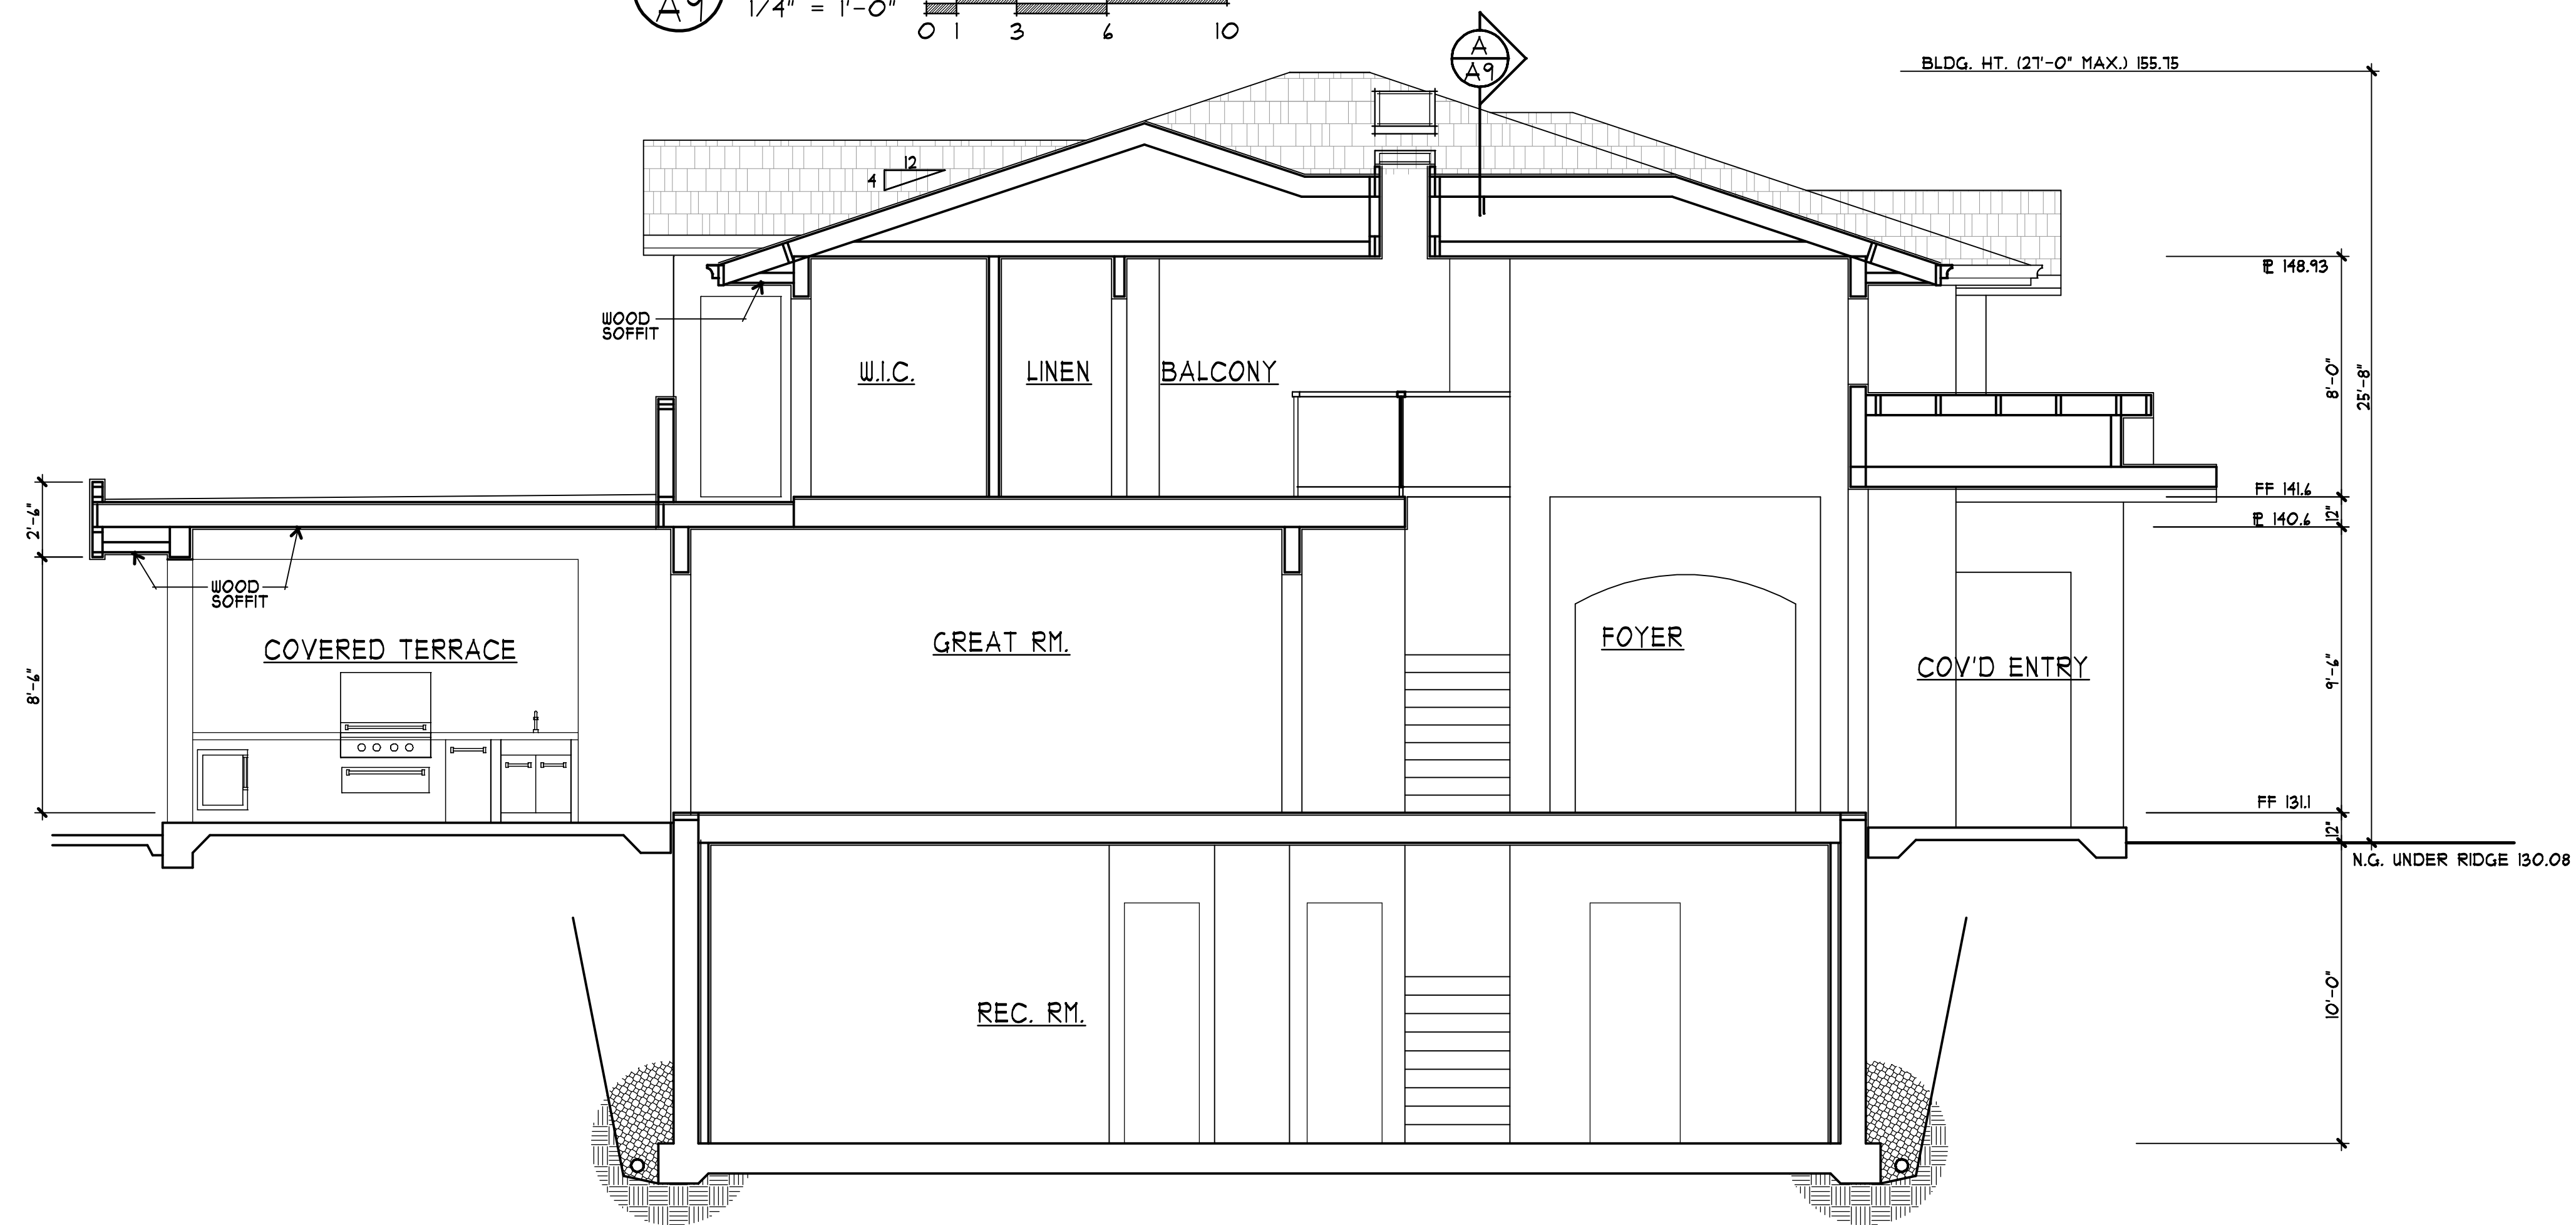 A9
1/4" = 1'-0"
0 1 3 6 10
A
A9
BLDG. HT. (27'-0" MAX.) 155.75
12
4
PL 148.93
WOOD
SOFFIT
W.I.C.
LINEN
BALCONY
8'-0"
25'-8"
FF 141.6
12"
PL 140.6
2'-6"
WOOD
SOFFIT
COVERED TERRACE
GREAT RM.
FOYER
COV'D ENTRY
8'-6"
9'-6"
FF 131.1
12"
N.G. UNDER RIDGE 130.08
REC. RM.
10'-0"